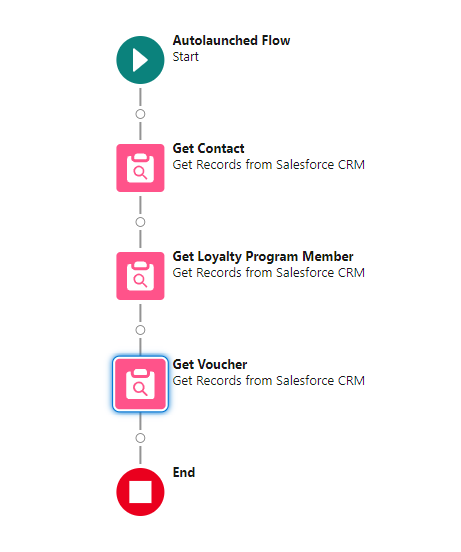 Autolaunched Flow
Start
Get Contact
Get Records from Salesforce CRM
Get Loyalty Program Member
Get Records from Salesforce CRM
Get Voucher
Get Records from Salesforce CRM
End